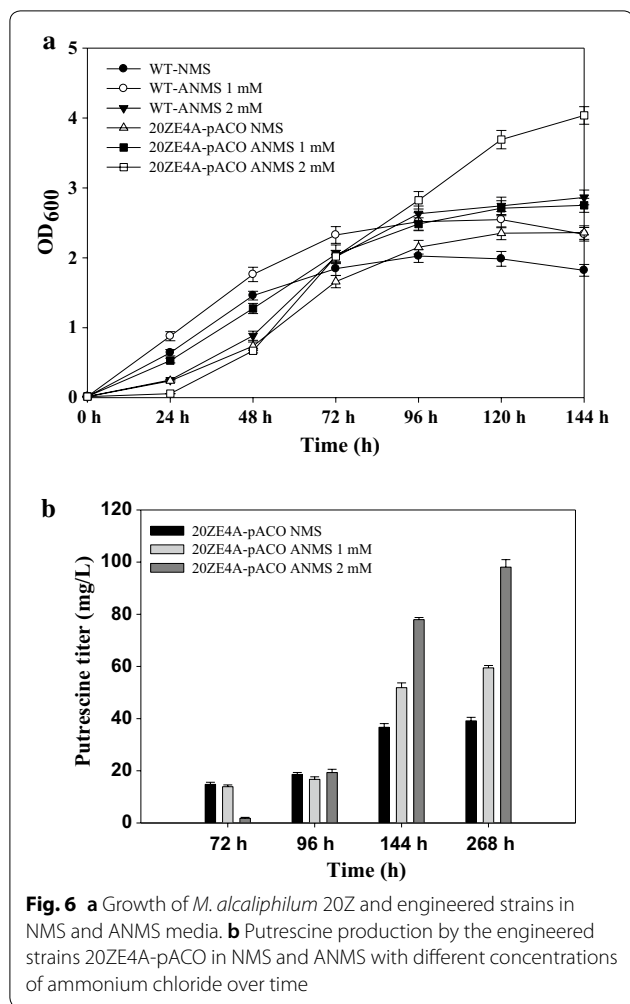 a
5
4
3
2
1
0
OD600
WT-NMS
WT-ANMS 1 mM
WT-ANMS 2 mM
20ZE4A-pACO NMS
20ZE4A-pACO ANMS 1 mM
20ZE4A-pACO ANMS 2 mM
0 h 24 h 48 h 72 h 96 h 120 h 144 h
Time (h)
b
120
100
80
60
40
20
0
Putrescine titer (mg/L)
20ZE4A-pACO NMS
20ZE4A-pACO ANMS 1 mM
20ZE4A-pACO ANMS 2 mM
72 h 96 h 144 h 268 h
Time (h)
Fig. 6 a Growth of M. alcaliphilum 20Z and engineered strains in
NMS and ANMS media. b Putrescine production by the engineered
strains 20ZE4A-pACO in NMS and ANMS with different concentrations
of ammonium chloride over time